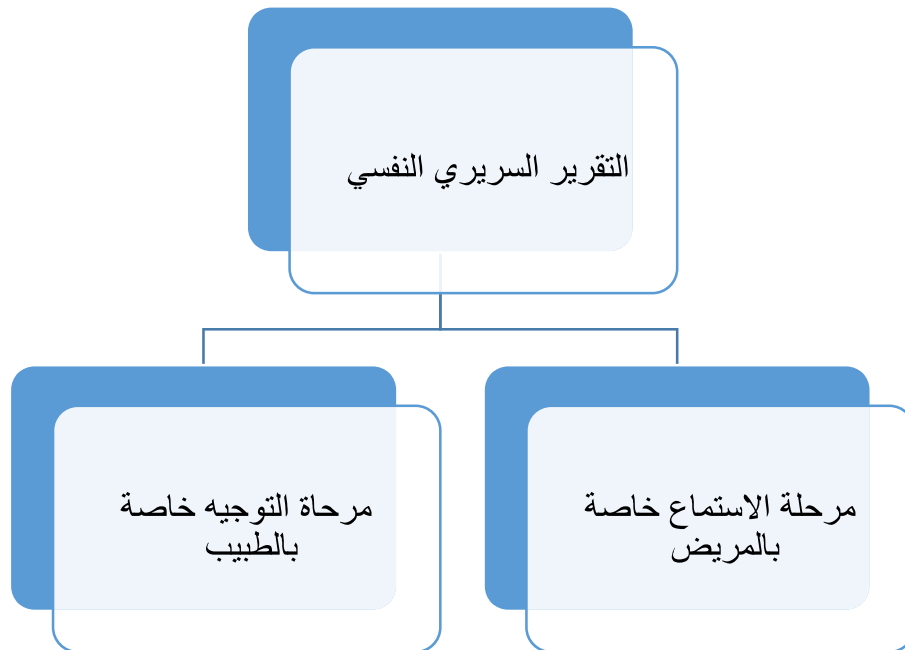 التقرير السريري النفسي
مرحلة الاستماع خاصة
بالمريض
مرحاة التوجيه خاصة
بالطبيب